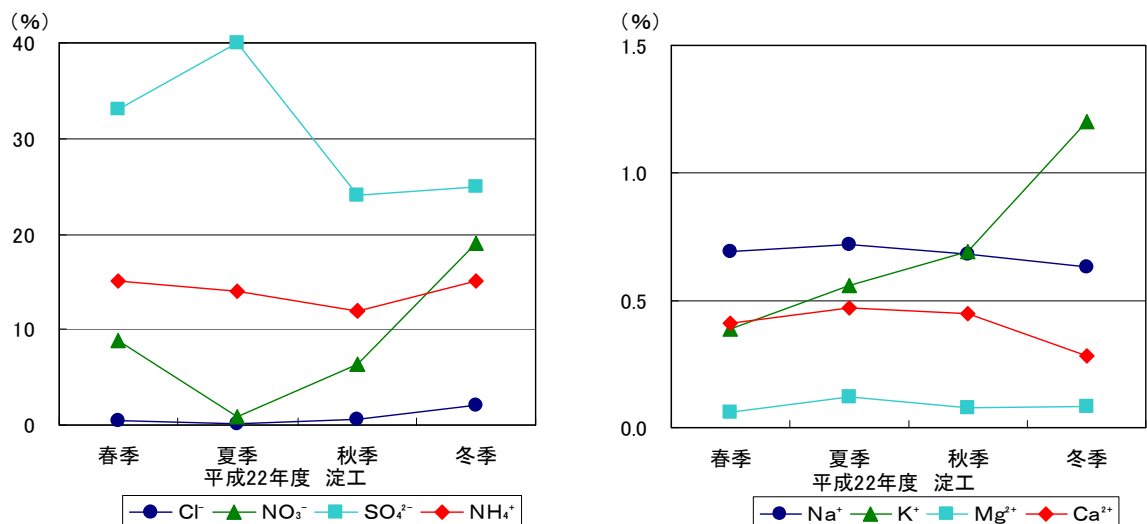 (%)
40
30
20
10
0
春季 夏季 秋季 冬季
平成22年度 淀工
Cl⁻ NO₃⁻ SO₄²⁻ NH₄⁺
(%)
1.5
1.0
0.5
0.0
春季 夏季 秋季 冬季
平成22年度 淀工
Na⁺ K⁺ Mg²⁺ Ca²⁺